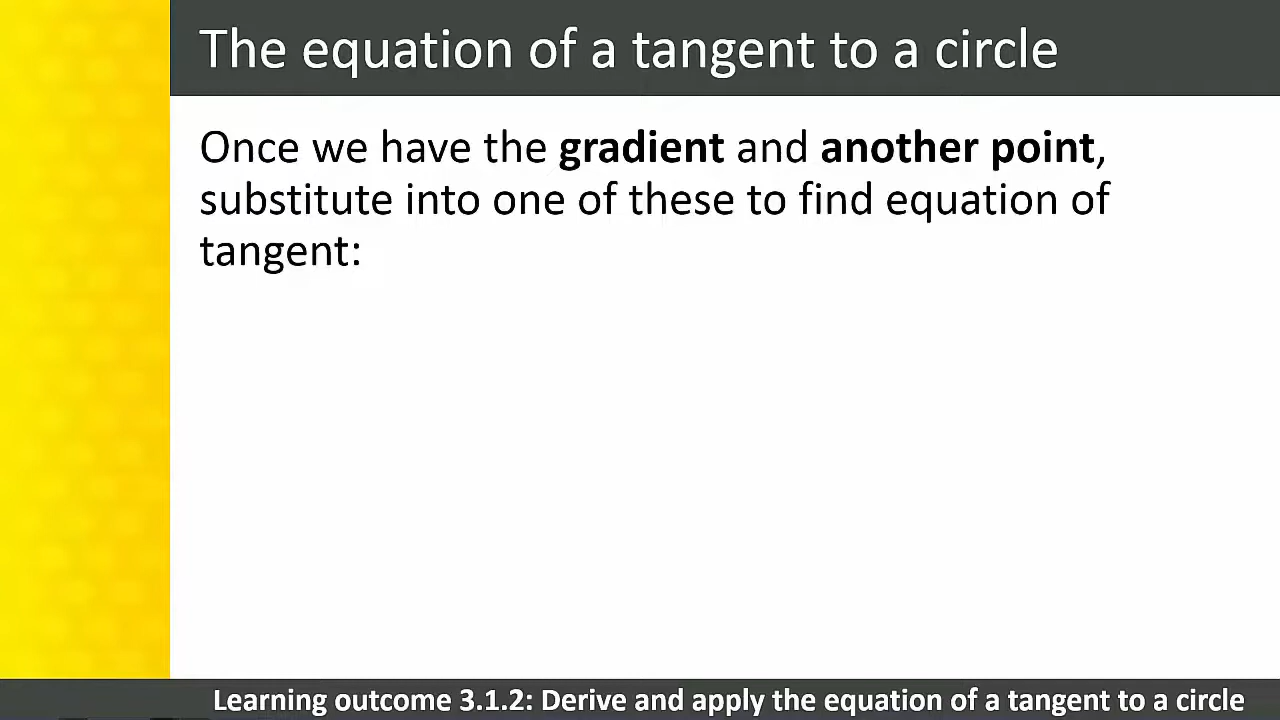 The equation of a tangent to a circle
Once we have the gradient and another point,
substitute into one of these to find equation of
tangent:
Learning outcome 3.1.2: Derive and apply the equation of a tangent to a circle